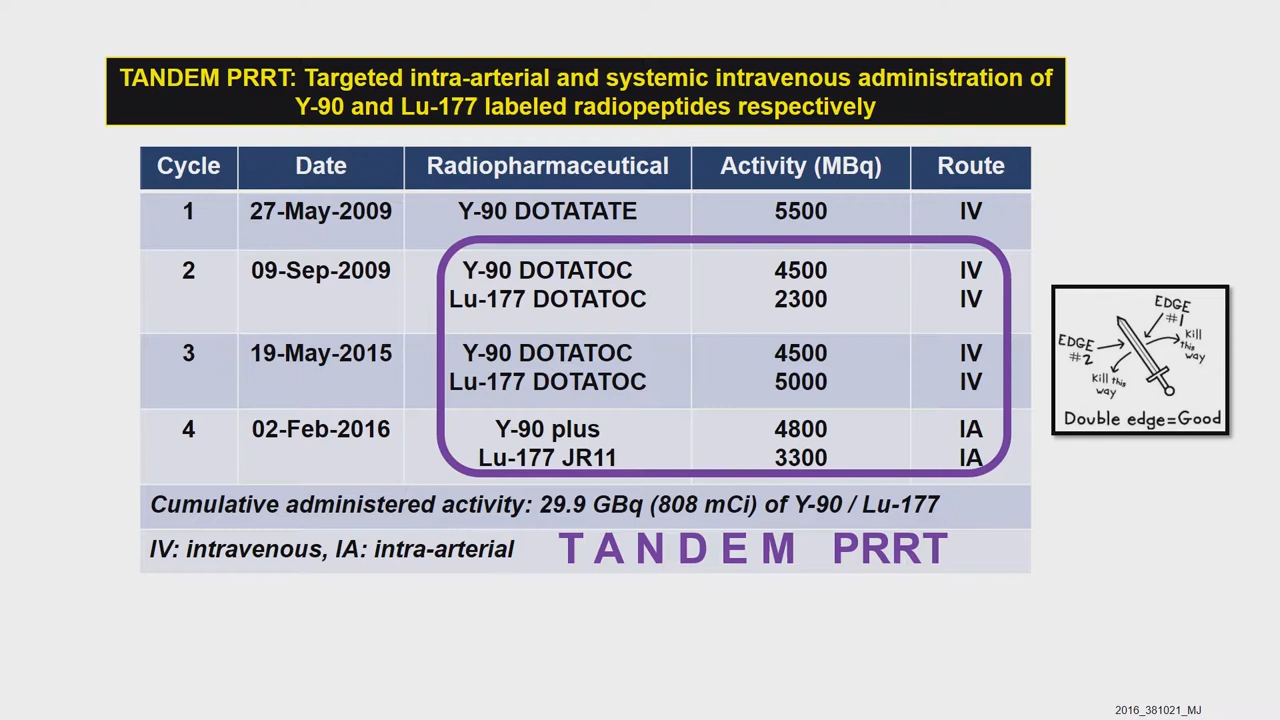 TANDEM PRRT: Targeted intra-arterial and systemic intravenous administration of
Y-90 and Lu-177 labeled radiopeptides respectively
Cycle Date Radiopharmaceutical Activity (MBq) Route
1 27-May-2009 Y-90 DOTATATE 5500 IV
2 09-Sep-2009 Y-90 DOTATOC 4500 IV
Lu-177 DOTATOC 2300 IV
3 19-May-2015 Y-90 DOTATOC 4500 IV
Lu-177 DOTATOC 5000 IV
4 02-Feb-2016 Y-90 plus 4800 IA
Lu-177 JR11 3300 IA
Cumulative administered activity: 29.9 GBq (808 mCi) of Y-90 / Lu-177
IV: intravenous, IA: intra-arterial T A N D E M PRRT
EDGE
#1
Kill
this
way
EDGE
#2
Kill this
way
Double edge=Good
2016_381021_MJ